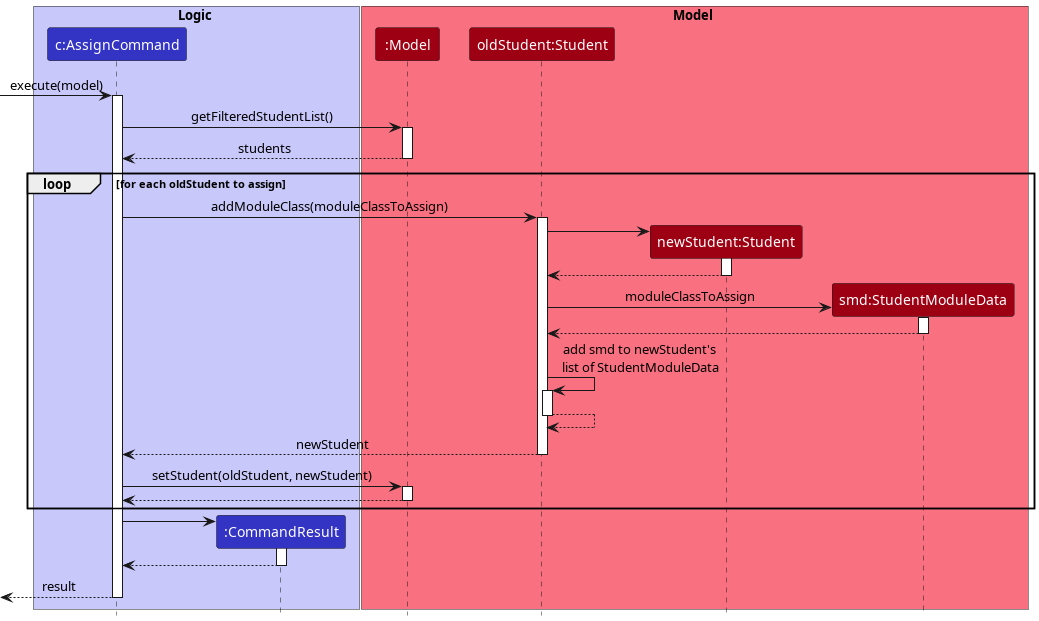 Logic
Model
c:AssignCommand
:Model
oldStudent:Student
execute(model)
getFilteredStudentList()
students
loop
[for each oldStudent to assign]
addModuleClass(moduleClassToAssign)
newStudent:Student
smd:StudentModuleData
moduleClassToAssign
add smd to newStudent's
list of StudentModuleData
newStudent
setStudent(oldStudent, newStudent)
:CommandResult
result